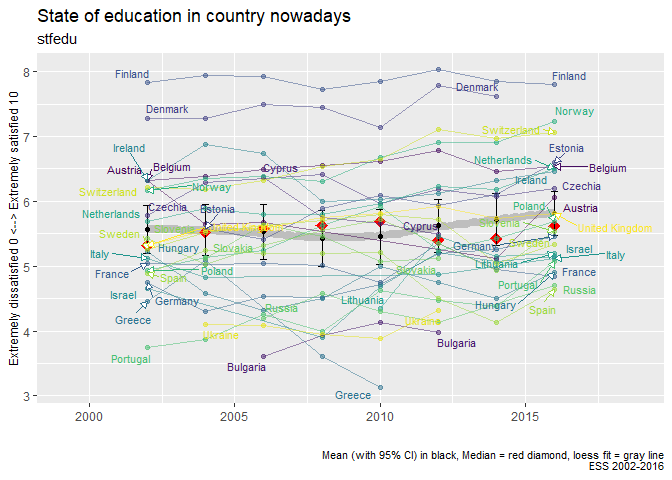 State of education in country nowadays
stfedu
Extremely dissatisfied 0 --> Extremely satisfied 10
8
7
6
5
4
3
Finland
Finland
Denmark
Denmark
Norway
Switzerland
Ireland
Estonia
Austria
Belgium
Cyprus
Netherlands
Belgium
Switzerland
Norway
Ireland
Czechia
Netherlands
Czechia
Estonia
Poland
Austria
Sweden
Cyprus
Slovenia
United Kingdom
Italy
Hungary
Slovakia
Germany
Israel
Italy
France
Spain
Poland
Slovakia
Lithuania
France
Israel
Germany
Lithuania
Portugal
Russia
Greece
Russia
Hungary
Spain
Ukraine
Ukraine
Portugal
Bulgaria
Bulgaria
Greece
2000
2005
2010
2015
Mean (with 95% CI) in black, Median = red diamond, loess fit = gray line
ESS 2002-2016